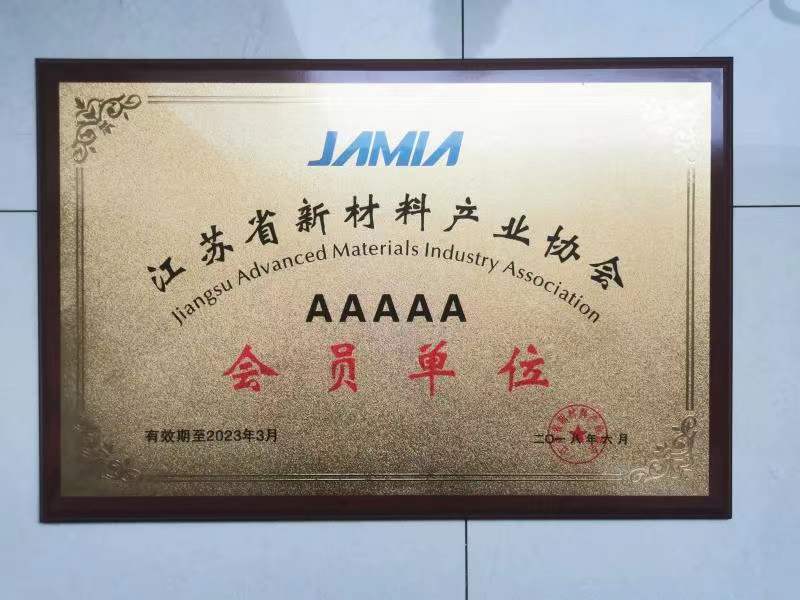 JAMIA
江苏省新材料产业协会
Jiangsu Advanced Materials Industry Association
AAAAA
会员单位
有效期至2023年3月
二〇一八年六月